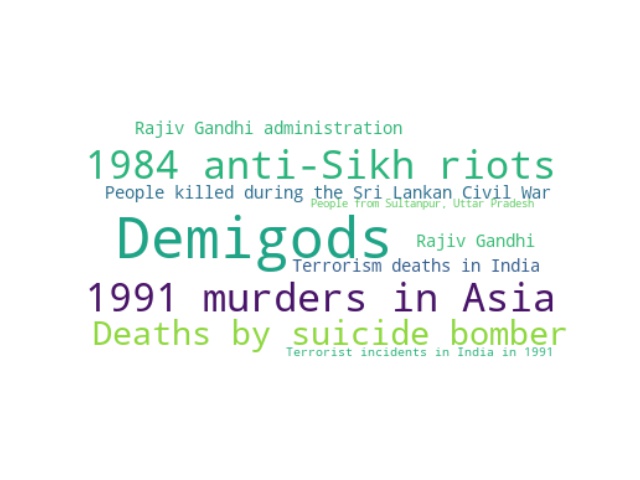 Rajiv Gandhi administration
1984 anti-Sikh riots
People killed during the Sri Lankan Civil War
People from Sultanpur, Uttar Pradesh
Demigods
Rajiv Gandhi
Terrorism deaths in India
1991 murders in Asia
Deaths by suicide bomber
Terrorist incidents in India in 1991